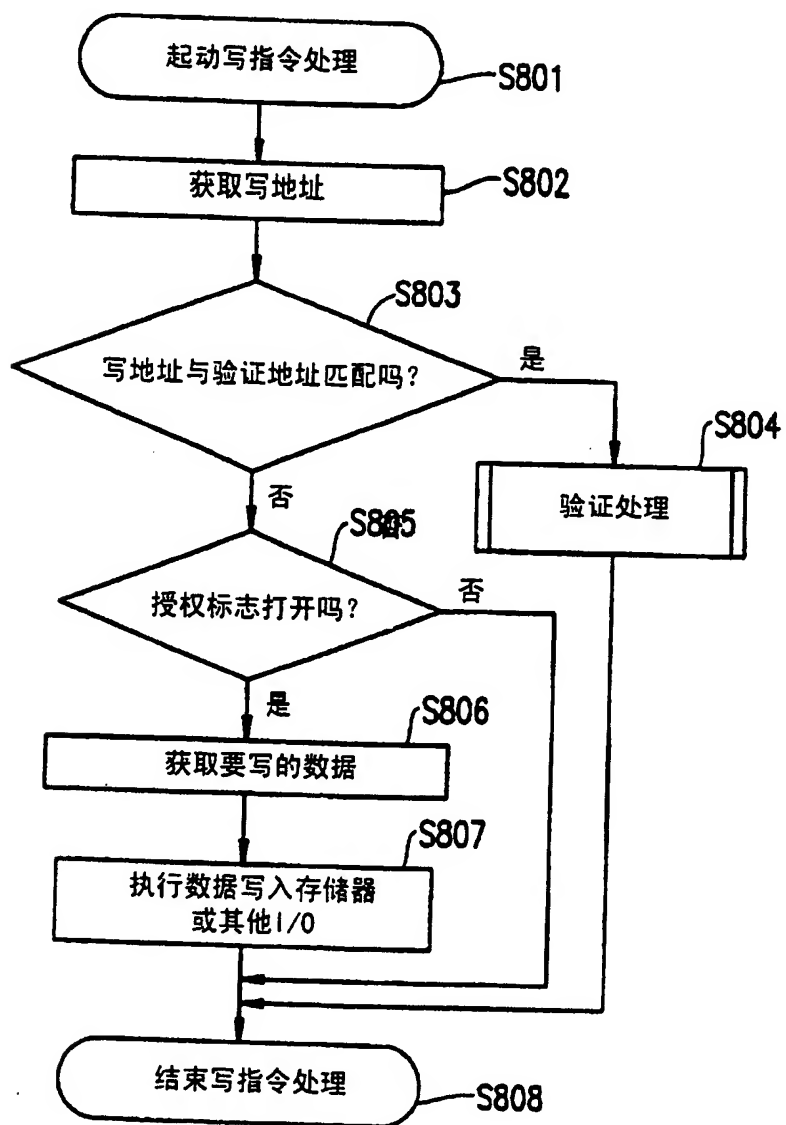 起动写指令处理
S801
获取写地址
S802
S803
写地址与验证地址匹配吗?
是
S804
验证处理
否
S805
授权标志打开吗?
否
是
S806
获取要写的数据
S807
执行数据写入存储器
或其他I/O
结束写指令处理
S808